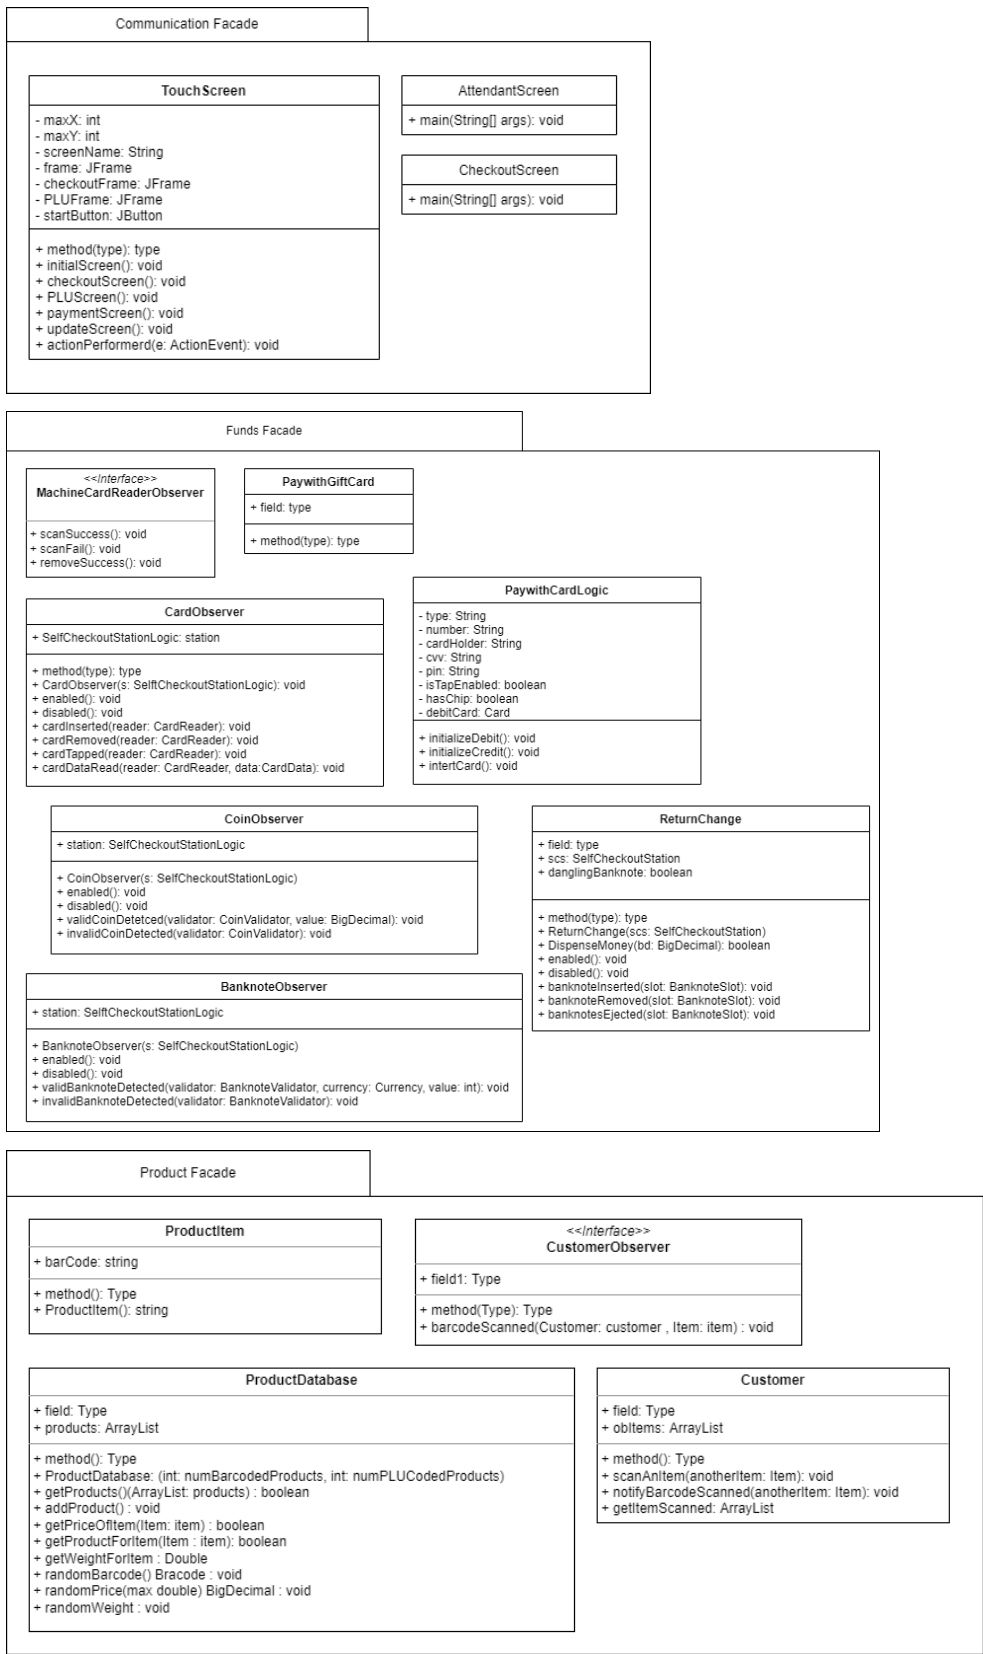 Communication Facade
TouchScreen
- maxX: int
- maxY: int
- screenName: String
- frame: JFrame
- checkoutFrame: JFrame
- PLUFrame: JFrame
- startButton: JButton
+ method(type): type
+ initialScreen(): void
+ checkoutScreen(): void
+ PLUScreen(): void
+ paymentScreen(): void
+ updateScreen(): void
+ actionPerformerd(e: ActionEvent): void
AttendantScreen
+ main(String[] args): void
CheckoutScreen
+ main(String[] args): void
Funds Facade
<<Interface>>
MachineCardReaderObserver
+ scanSuccess(): void
+ scanFail(): void
+ removeSuccess(): void
PaywithGiftCard
+ field: type
+ method(type): type
CardObserver
+ SelfCheckoutStationLogic: station
+ method(type): type
+ CardObserver(s: SelftCheckoutStationLogic): void
+ enabled(): void
+ disabled(): void
+ cardInserted(reader: CardReader): void
+ cardRemoved(reader: CardReader): void
+ cardTapped(reader: CardReader): void
+ cardDataRead(reader: CardReader, data:CardData): void
PaywithCardLogic
- type: String
- number: String
- cardHolder: String
- cvv: String
- pin: String
- isTapEnabled: boolean
- hasChip: boolean
- debitCard: Card
+ initializeDebit(): void
+ initializeCredit(): void
+ intertCard(): void
CoinObserver
+ station: SelfCheckoutStationLogic
+ CoinObserver(s: SelfCheckoutStationLogic)
+ enabled(): void
+ disabled(): void
+ validCoinDetetced(validator: CoinValidator, value: BigDecimal): void
+ invalidCoinDetected(validator: CoinValidator): void
ReturnChange
+ field: type
+ scs: SelfCheckoutStation
+ danglingBanknote: boolean
+ method(type): type
+ ReturnChange(scs: SelfCheckoutStation)
+ DispenseMoney(bd: BigDecimal): boolean
+ enabled(): void
+ disabled(): void
+ banknoteInserted(slot: BanknoteSlot): void
+ banknoteRemoved(slot: BanknoteSlot): void
+ banknotesEjected(slot: BanknoteSlot): void
BanknoteObserver
+ station: SelftCheckoutStationLogic
+ BanknoteObserver(s: SelfCheckoutStationLogic)
+ enabled(): void
+ disabled(): void
+ validBanknoteDetected(validator: BanknoteValidator, currency: Currency, value: int): void
+ invalidBanknoteDetected(validator: BanknoteValidator): void
Product Facade
ProductItem
+ barCode: string
+ method(): Type
+ ProductItem(): string
<<Interface>>
CustomerObserver
+ field1: Type
+ method(Type): Type
+ barcodeScanned(Customer: customer , Item: item) : void
ProductDatabase
+ field: Type
+ products: ArrayList
+ method(): Type
+ ProductDatabase: (int: numBarcodedProducts, int: numPLUCodedProducts)
+ getProducts()(ArrayList: products) : boolean
+ addProduct() : void
+ getPriceOfItem(Item: item) : boolean
+ getProductForItem(Item : item): boolean
+ getWeightForItem : Double
+ randomBarcode() Bracode : void
+ randomPrice(max double) BigDecimal : void
+ randomWeight : void
Customer
+ field: Type
+ obItems: ArrayList
+ method(): Type
+ scanAnItem(anotherItem: Item): void
+ notifyBarcodeScanned(anotherItem: Item): void
+ getItemScanned: ArrayList